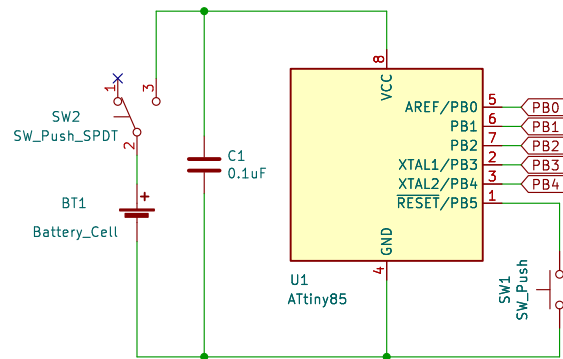 1
3
SW2
SW_Push_SPDT
2
BT1
+
Battery_Cell
C1
0.1uF
8
VCC
AREF/PB0 5 PB0
PB1 6 PB1
PB2 7 PB2
XTAL1/PB3 2 PB3
XTAL2/PB4 3 PB4
RESET/PB5 1
GND
4
U1
ATtiny85
SW1
SW_Push